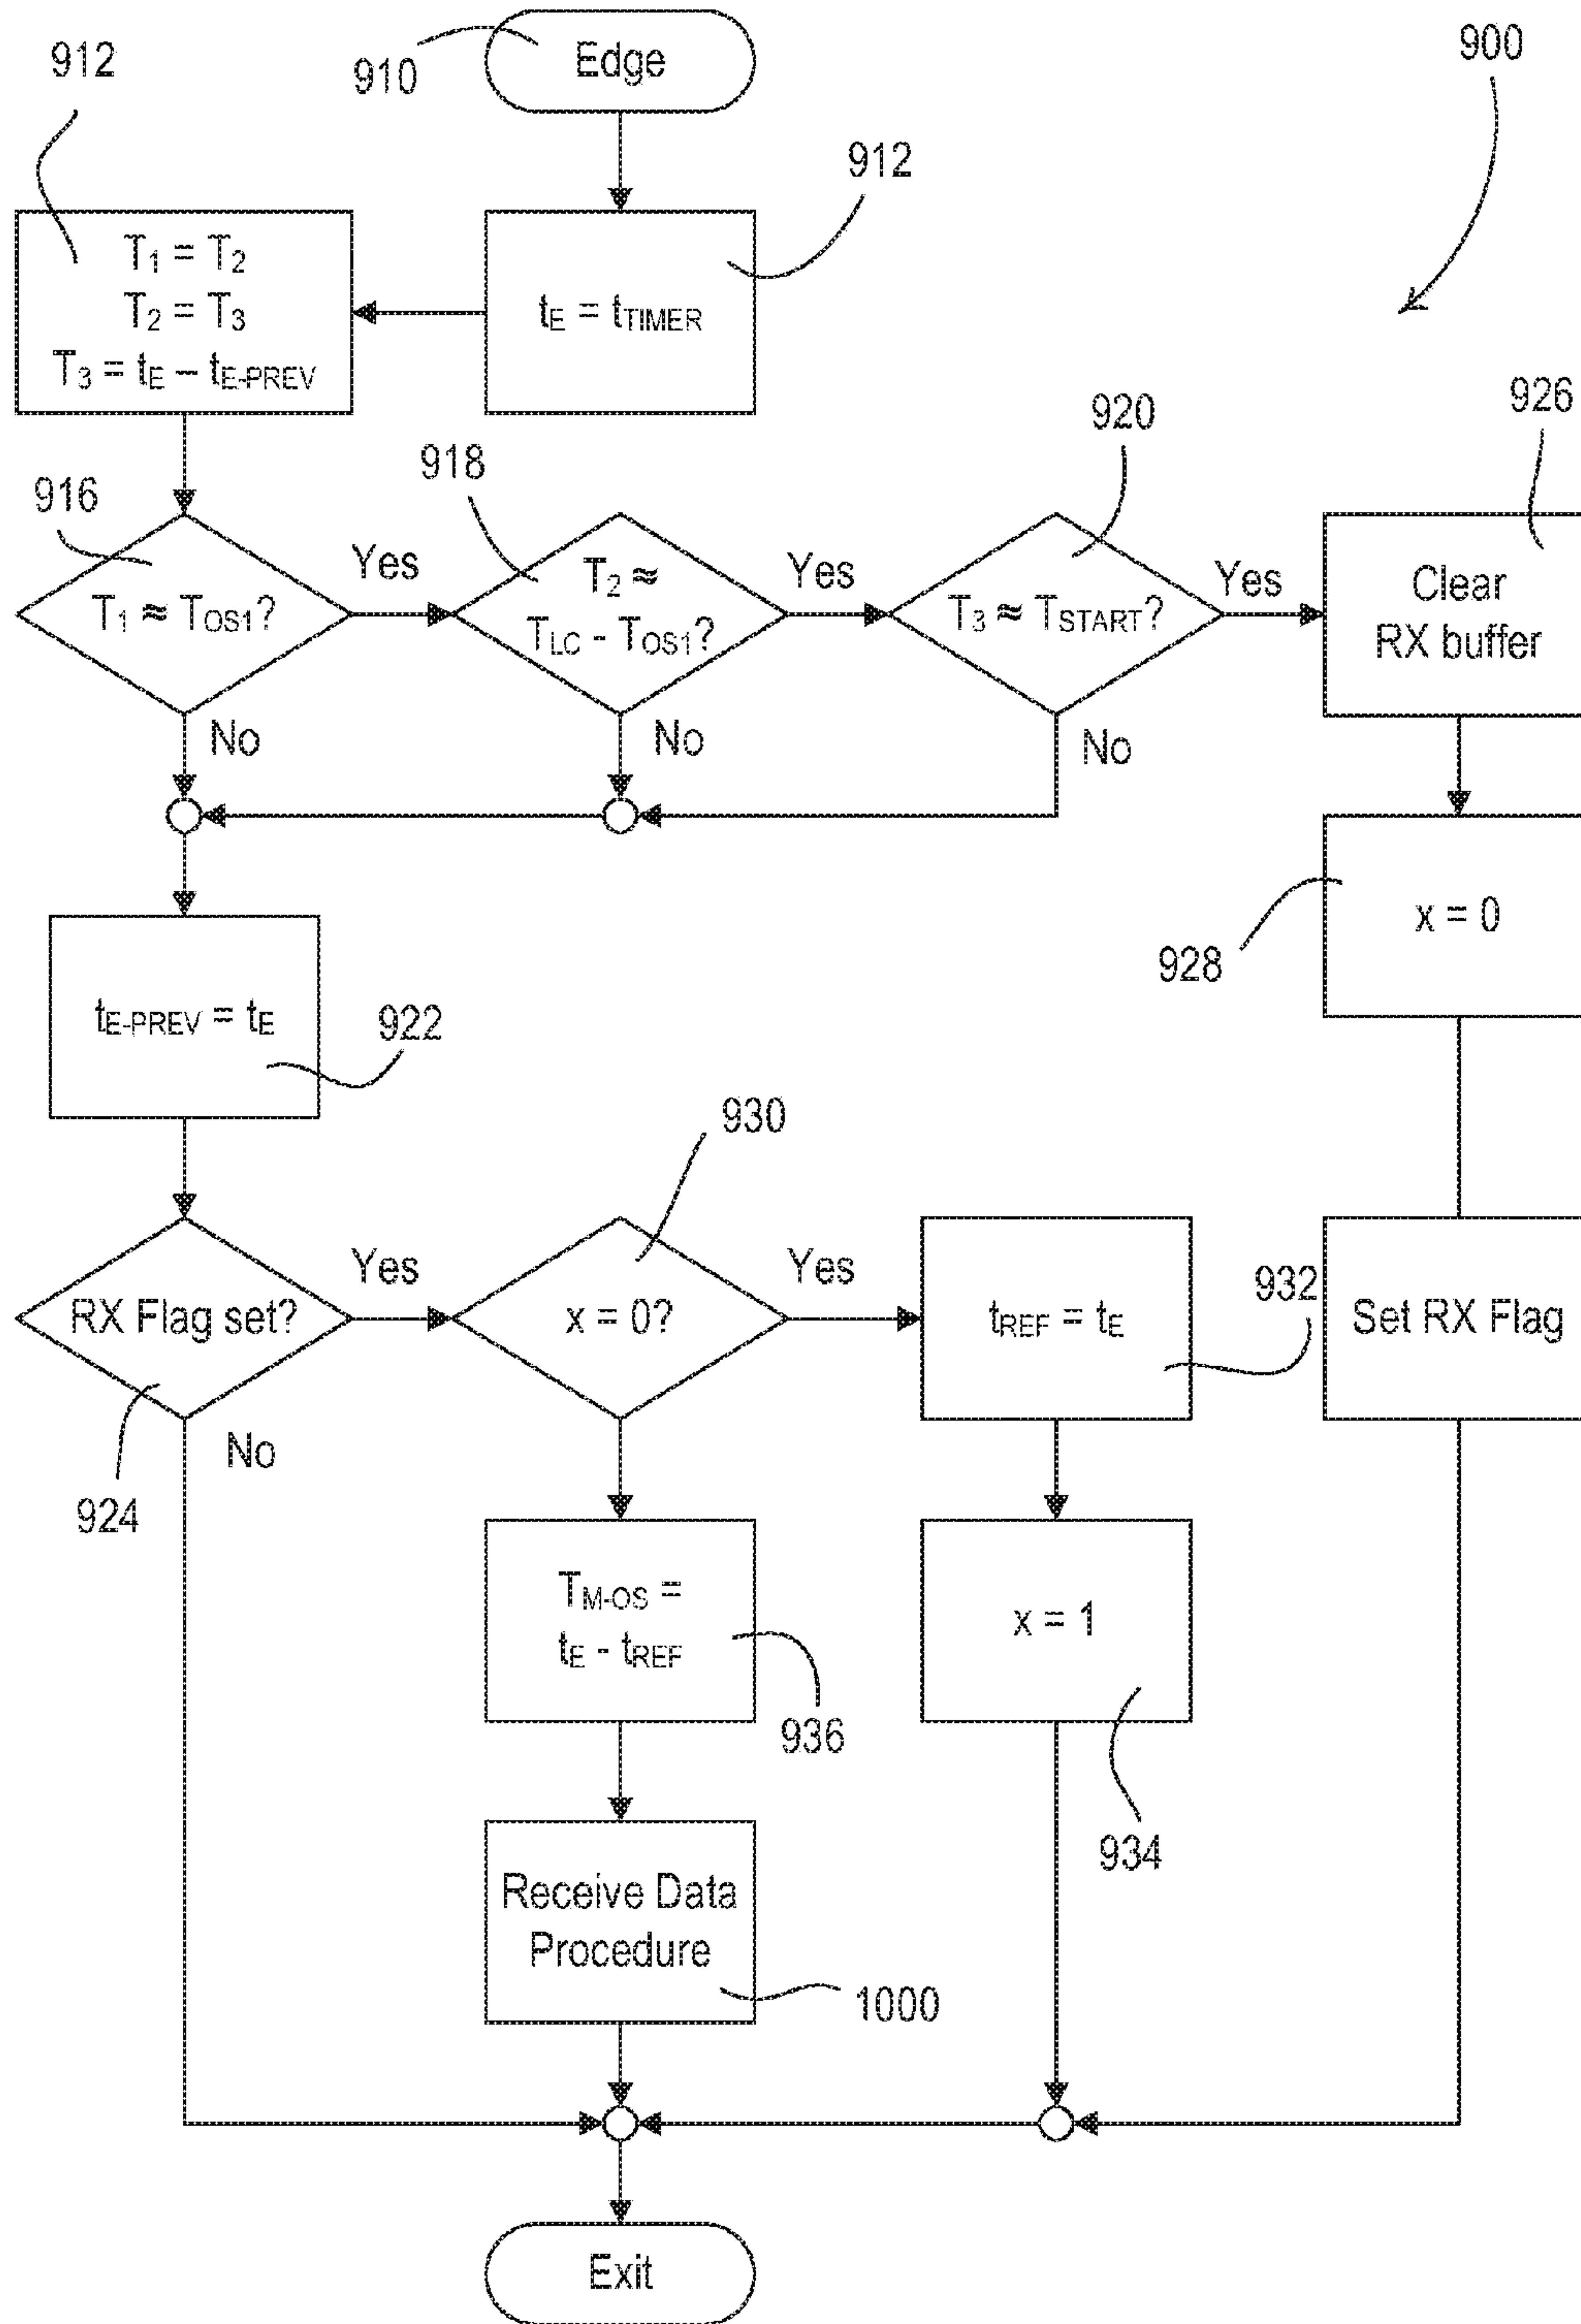 912
910
Edge
900
912
T₁ = T₂
T₂ = T₃
T₃ = tE – tE-PREV
tE = tTIMER
916
918
920
926
T₁ ≈ TOS1?
Yes
T₂ ≈
TLC - TOS1?
Yes
T₃ ≈ TSTART?
Yes
Clear
RX buffer
No
No
No
tE-PREV = tE
922
x = 0
928
930
RX Flag set?
Yes
x = 0?
Yes
tREF = tE
932
Set RX Flag
924
No
TM-OS =
tE - tREF
936
x = 1
934
Receive Data
Procedure
1000
Exit